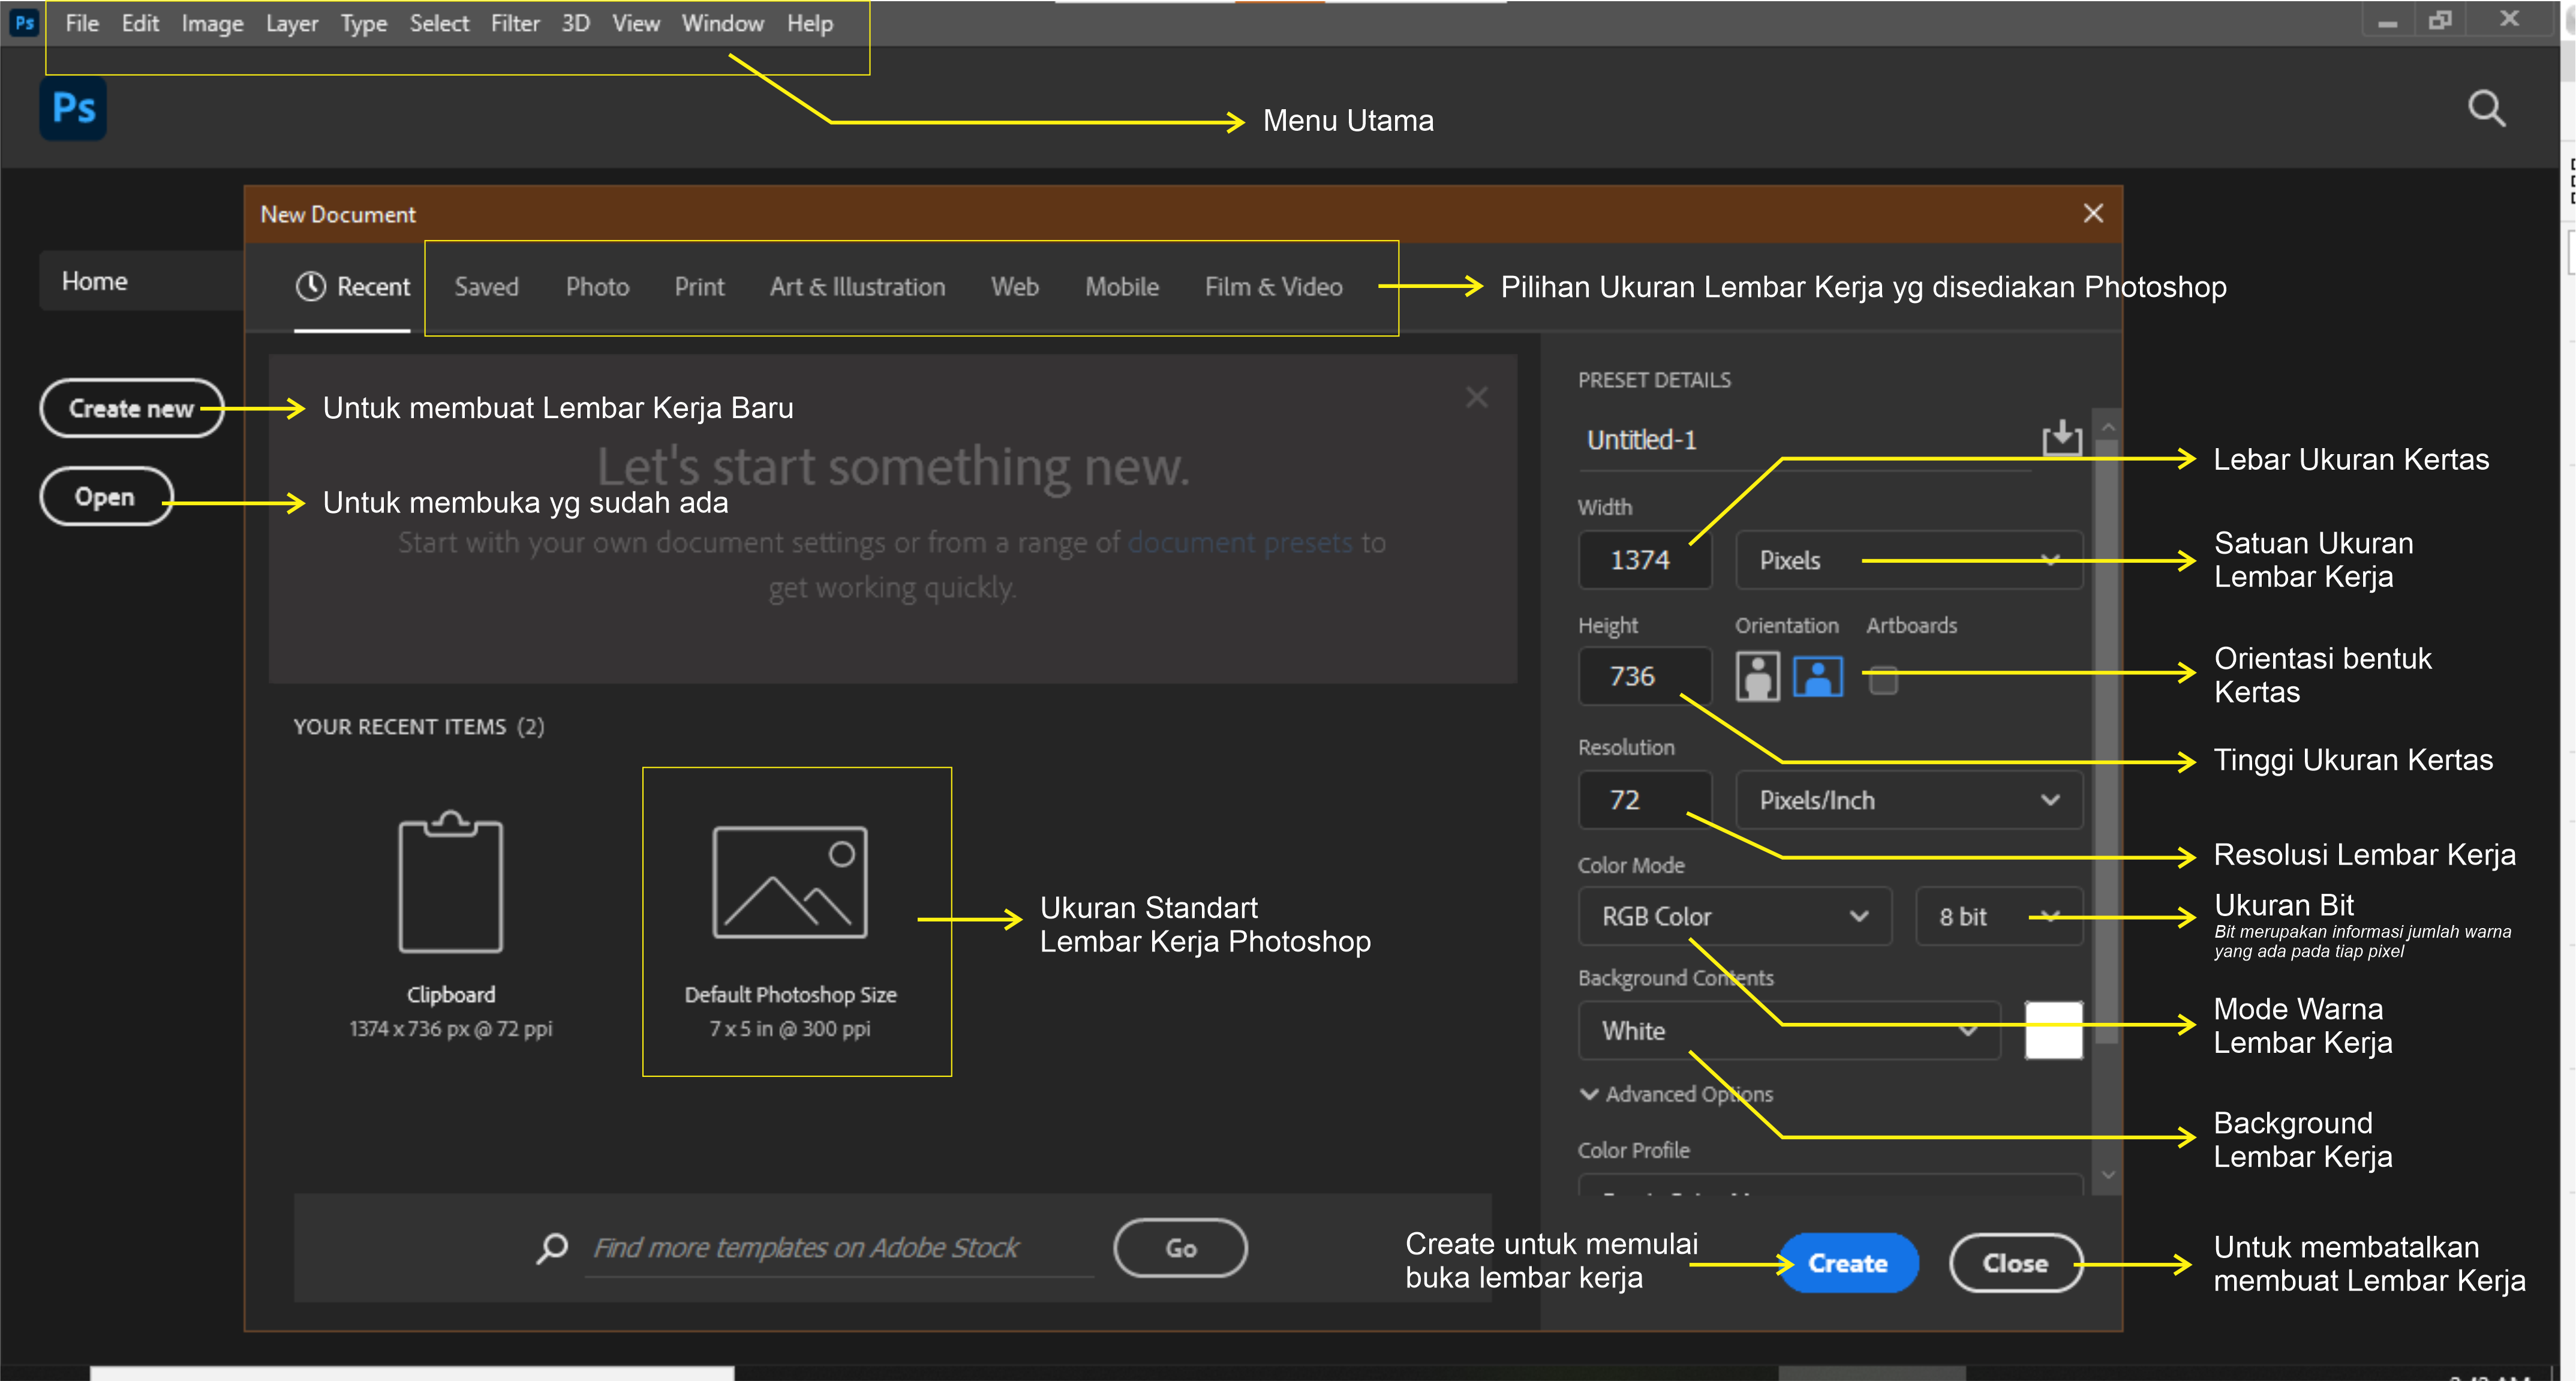 Ps File Edit Image Layer Type Select Filter 3D View Window Help
Ps
Menu Utama
New Document
Home
Recent Saved Photo Print Art & Illustration Web Mobile Film & Video
Pilihan Ukuran Lembar Kerja yg disediakan Photoshop
Create new
Untuk membuat Lembar Kerja Baru
Open
Untuk membuka yg sudah ada
Let's start something new.
Start with your own document settings or from a range of document presets to
get working quickly.
YOUR RECENT ITEMS (2)
Clipboard
1374 x 736 px @ 72 ppi
Default Photoshop Size
7 x 5 in @ 300 ppi
Ukuran Standart
Lembar Kerja Photoshop
Find more templates on Adobe Stock
Go
PRESET DETAILS
Untitled-1
Lebar Ukuran Kertas
Width
1374 Pixels
Satuan Ukuran
Lembar Kerja
Height Orientation Artboards
736
Orientasi bentuk
Kertas
Tinggi Ukuran Kertas
Resolution
72 Pixels/Inch
Resolusi Lembar Kerja
Color Mode
RGB Color 8 bit
Ukuran Bit
Bit merupakan informasi jumlah warna
yang ada pada tiap pixel
Background Contents
White
Mode Warna
Lembar Kerja
Advanced Options
Background
Lembar Kerja
Color Profile
Create untuk memulai
buka lembar kerja
Create
Close
Untuk membatalkan
membuat Lembar Kerja